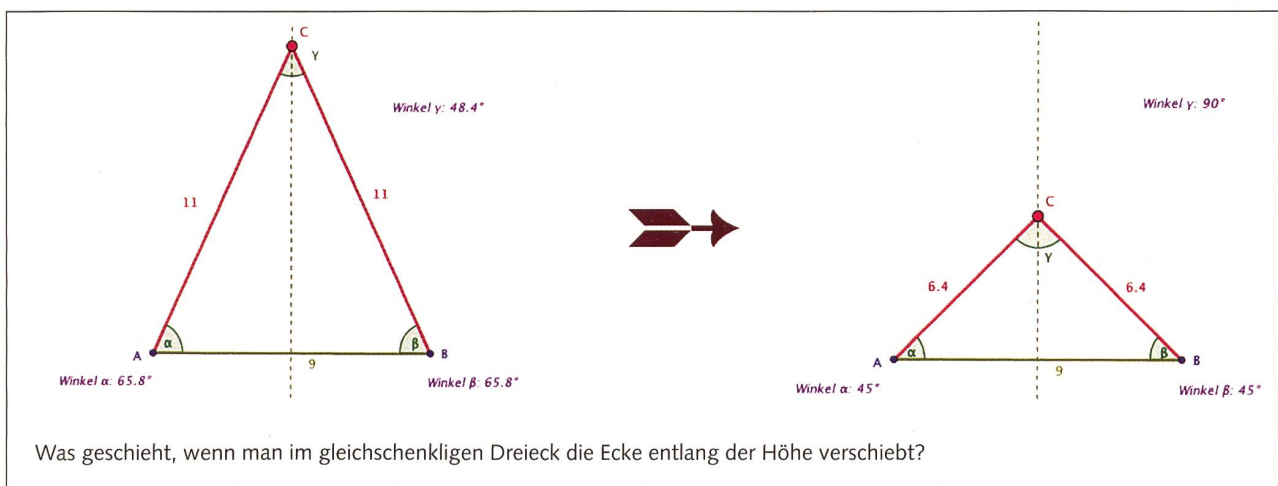 C
γ
Winkel γ: 48.4°
11
11
A
α
β
B
9
Winkel α: 65.8°
Winkel β: 65.8°
Winkel γ: 90°
C
γ
6.4
6.4
A
α
β
B
9
Winkel α: 45°
Winkel β: 45°
Was geschieht, wenn man im gleichschenkligen Dreieck die Ecke entlang der Höhe verschiebt?